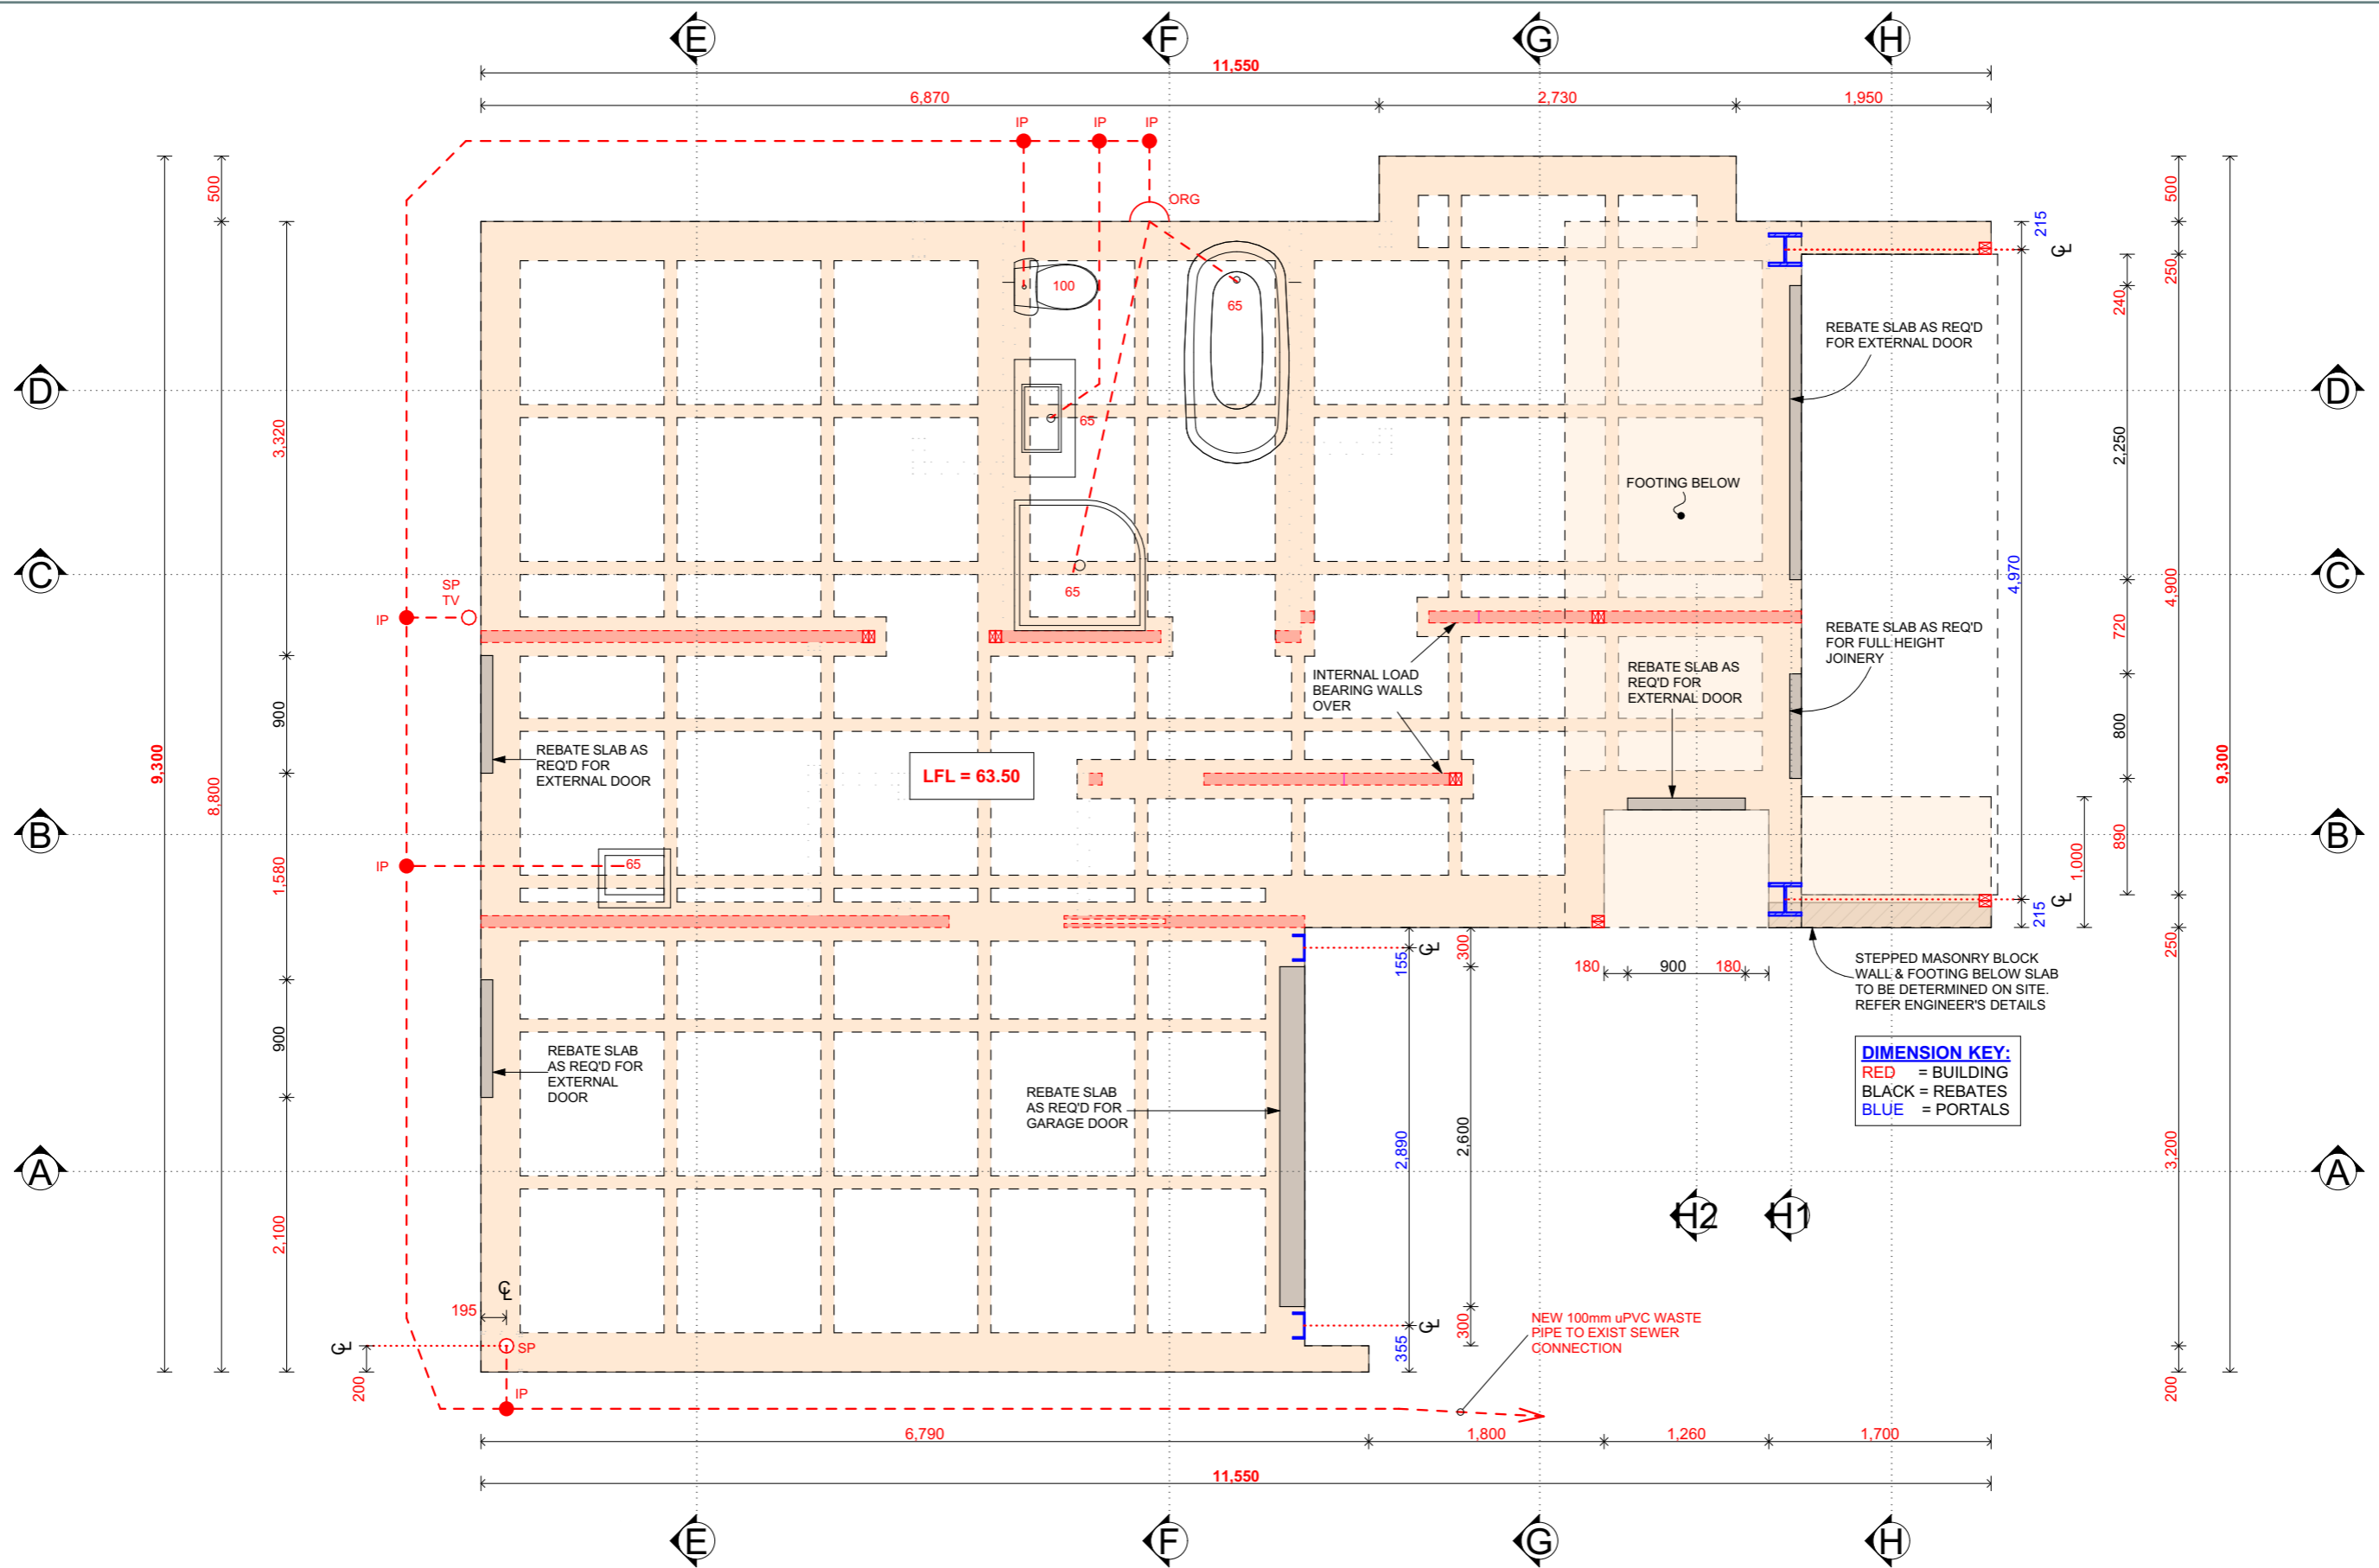 E
F
G
H
11,550
6,870
2,730
1,950
IP
IP
IP
ORG
500
500
215
℄
250
240
100
65
REBATE SLAB AS REQ'D
FOR EXTERNAL DOOR
D
D
3,320
65
2,250
FOOTING BELOW
C
C
SP
TV
IP
65
4,970
4,900
720
REBATE SLAB AS REQ'D
FOR FULL HEIGHT
JOINERY
INTERNAL LOAD
BEARING WALLS
OVER
REBATE SLAB AS
REQ'D FOR
EXTERNAL DOOR
900
800
9,300
8,800
9,300
REBATE SLAB AS
REQ'D FOR
EXTERNAL DOOR
LFL = 63.50
B
B
IP
65
1,580
890
1,000
℄
215
250
℄
155
300
180
900
180
STEPPED MASONRY BLOCK
WALL & FOOTING BELOW SLAB
TO BE DETERMINED ON SITE.
REFER ENGINEER'S DETAILS
900
REBATE SLAB
AS REQ'D FOR
EXTERNAL
DOOR
REBATE SLAB
AS REQ'D FOR
GARAGE DOOR
DIMENSION KEY:
RED = BUILDING
BLACK = REBATES
BLUE = PORTALS
2,890
2,600
3,200
A
A
2,100
H2
H1
℄
195
℄
SP
200
IP
℄
355
300
NEW 100mm uPVC WASTE
PIPE TO EXIST SEWER
CONNECTION
200
6,790
1,800
1,260
1,700
11,550
E
F
G
H